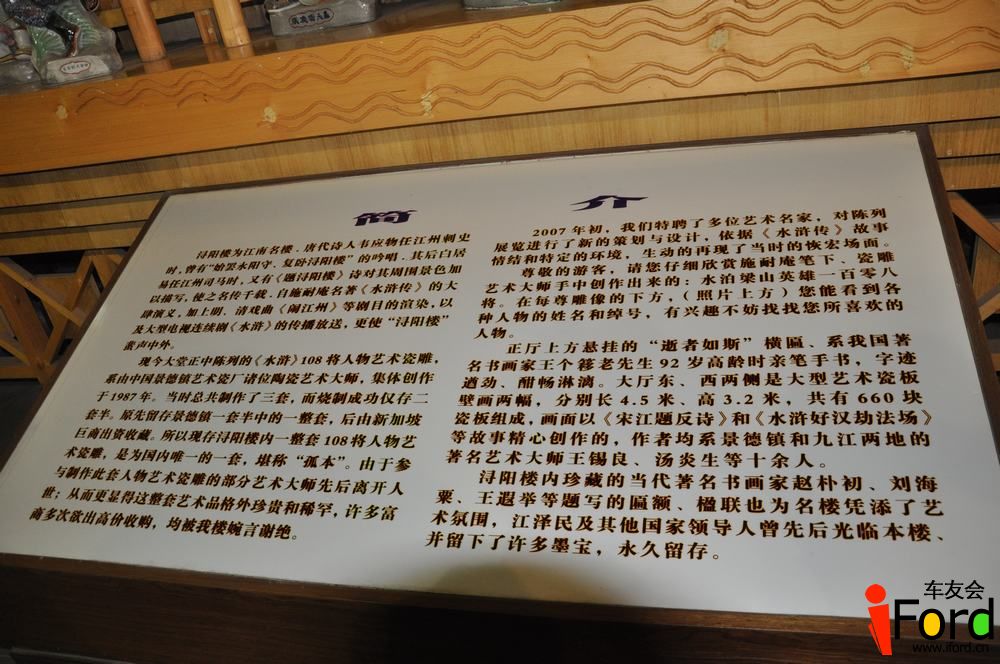 简 介
浔阳楼为江南名楼. 唐代诗人韦应物任江州刺史
时, 曾有“始罢永阳守. 复卧浔阳楼” 的吟唱. 其后白居
易任江州司马时, 又有《题浔阳楼》诗对其周围景色加
以描写, 使之名传千载. 自施耐庵名著《水浒传》的大
肆演义, 加上明、清戏曲《闹江州》等剧目的渲染, 以
及大型电视连续剧《水浒》的传播放送, 更使“浔阳楼”
蜚声中外.
现今大堂正中陈列的《水浒》108 将人物艺术瓷雕,
系由中国景德镇艺术瓷厂诸位陶瓷艺术大师, 集体创作
于1987年。当时总共制作了三套, 而烧制成功仅存二
套半。原先留存景德镇一套半中的一整套, 后由新加坡
巨商出资收藏。所以现存浔阳楼内一整套108将人物艺
术瓷雕, 是为国内唯一的一套, 堪称“孤本”。由于参
与制作此套人物艺术瓷雕的部分艺术大师先后离开人
世; 从而更显得这整套艺术品格外珍贵和稀罕, 许多富
商多次欲出高价收购, 均被我楼婉言谢绝。
2007 年初, 我们特聘了多位艺术名家, 对陈列
展览进行了新的策划与设计, 依据《水浒传》故事
情结和特定的环境, 生动的再现了当时的恢宏场面。
尊敬的游客, 请您仔细欣赏施耐庵笔下、瓷雕
艺术大师手中创作出来的: 水泊梁山英雄一百零八
将。在每尊雕像的下方, (照片上方) 您能看到各
种人物的姓名和绰号, 有兴趣不妨找找您所喜欢的
人物。
正厅上方悬挂的“逝者如斯”横匾、系我国著
名书画家王个簃老先生 92 岁高龄时亲笔手书, 字迹
遒劲、酣畅淋漓。大厅东、西两侧是大型艺术瓷板
壁画两幅, 分别长 4.5 米、高 3.2 米, 共有 660 块
瓷板组成, 画面以《宋江题反诗》和《水浒好汉劫法场》
等故事精心创作的, 作者均系景德镇和九江两地的
著名艺术大师王锡良、汤炎生等十余人。
浔阳楼内珍藏的当代著名书画家赵朴初、刘海
粟、王遐举等题写的匾额、楹联也为名楼凭添了艺
术氛围, 江泽民及其他国家领导人曾先后光临本楼、
并留下了许多墨宝, 永久留存。
车友会
iFord
www.iford.cn